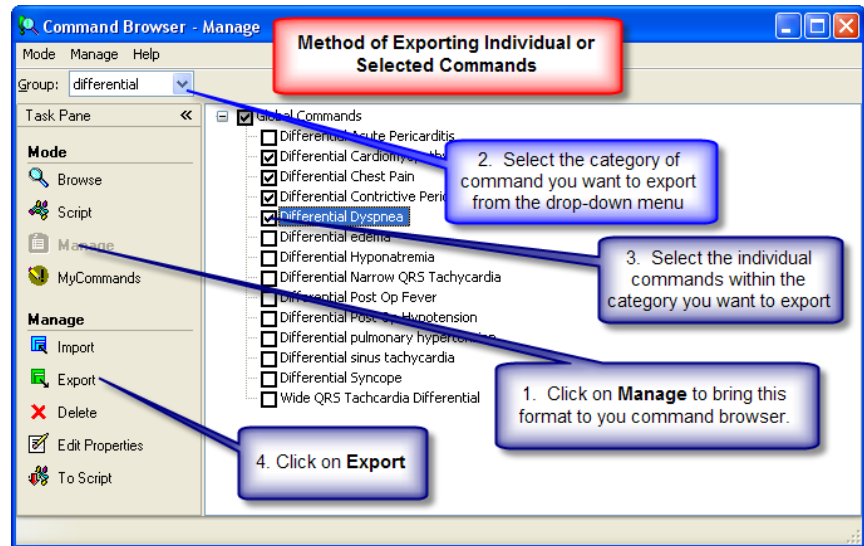 Command Browser - Manage
Method of Exporting Individual or
Selected Commands
Mode Manage Help
Group: differential
Task Pane «
Mode
Browse
Script
Manage
MyCommands
Manage
Import
Export
Delete
Edit Properties
To Script
Global Commands
Differential Acute Pericarditis
Differential Cardiomyopath
Differential Chest Pain
Differential Contrictive Peric
Differential Dyspnea
Differential edema
Differential Hyponatremia
Differential Narrow QRS Tachycardia
Differential Post Op Fever
Differential Post Op Hypotension
Differential pulmonary hypertension
Differential sinus tachycardia
Differential Syncope
Wide QRS Tachcardia Differential
2. Select the category of
command you want to export
from the drop-down menu
3. Select the individual
commands within the
category you want to export
1. Click on Manage to bring this
format to you command browser.
4. Click on Export